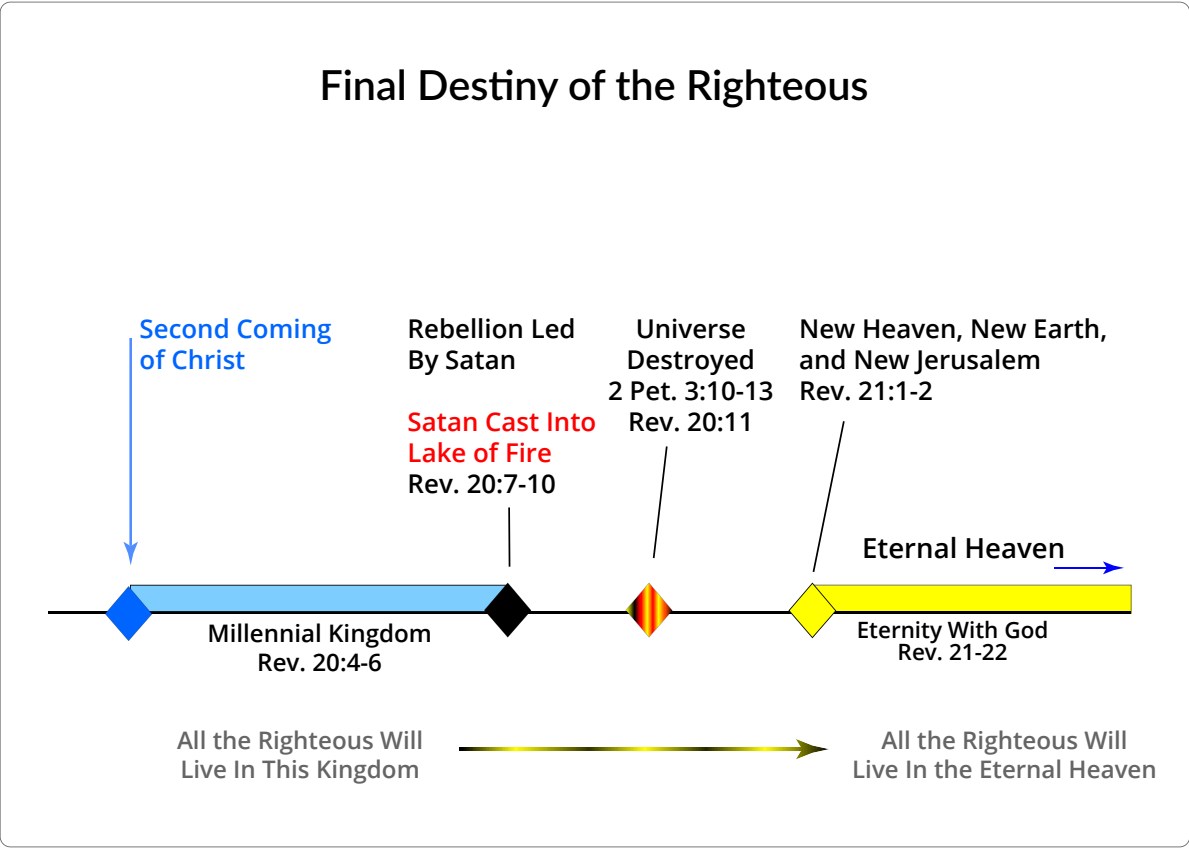 Final Destiny of the Righteous
Second Coming
of Christ
Rebellion Led
By Satan
Satan Cast Into
Lake of Fire
Rev. 20:7-10
Universe
Destroyed
2 Pet. 3:10-13
Rev. 20:11
New Heaven, New Earth,
and New Jerusalem
Rev. 21:1-2
Eternal Heaven
Millennial Kingdom
Rev. 20:4-6
Eternity With God
Rev. 21-22
All the Righteous Will
Live In This Kingdom
All the Righteous Will
Live In the Eternal Heaven